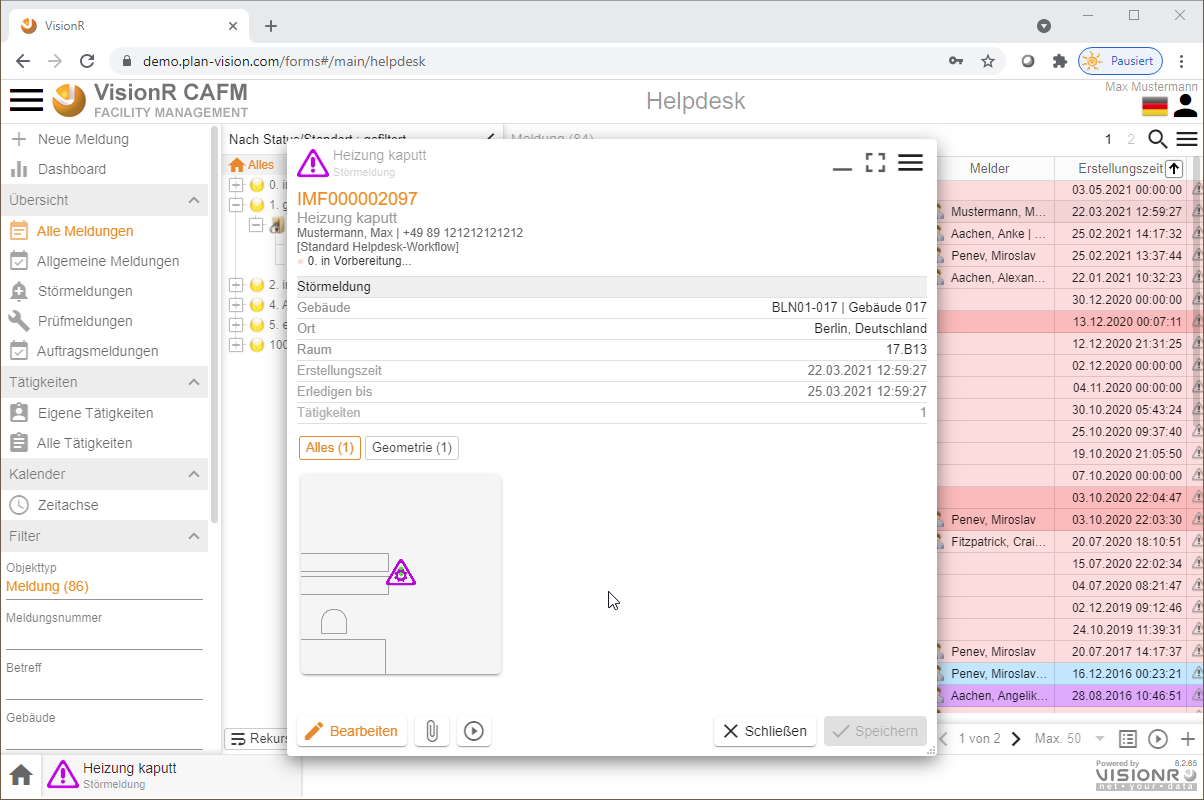 VisionR
demo.plan-vision.com/forms#/main/helpdesk
Pausiert
VisionR CAFM
FACILITY MANAGEMENT
Helpdesk
Max Mustermann
Neue Meldung
Dashboard
Übersicht
Alle Meldungen
Allgemeine Meldungen
Störmeldungen
Prüfmeldungen
Auftragsmeldungen
Tätigkeiten
Eigene Tätigkeiten
Alle Tätigkeiten
Kalender
Zeitachse
Filter
Objekttyp
Meldung (86)
Meldungsnummer
Betreff
Gebäude
Nach Status/Standort : gefiltert
Alles
0. i
1. g
2. i
4. A
5. e
100
Rekurs
Meldung (84)
1 2
Heizung kaputt
Störmeldung
IMF000002097
Heizung kaputt
Mustermann, Max | +49 89 121212121212
[Standard Helpdesk-Workflow]
0. in Vorbereitung...
Störmeldung
Gebäude BLN01-017 | Gebäude 017
Ort Berlin, Deutschland
Raum 17.B13
Erstellungszeit 22.03.2021 12:59:27
Erledigen bis 25.03.2021 12:59:27
Tätigkeiten 1
Alles (1) Geometrie (1)
Bearbeiten
Schließen
Speichern
Melder Erstellungszeit
03.05.2021 00:00:00
Mustermann, M... 22.03.2021 12:59:27
Aachen, Anke | ... 25.02.2021 14:17:32
Penev, Miroslav 25.02.2021 13:37:44
Aachen, Alexan... 22.01.2021 10:32:23
30.12.2020 00:00:00
13.12.2020 00:07:11
12.12.2020 21:31:25
02.12.2020 00:00:00
04.11.2020 00:00:00
30.10.2020 05:43:24
25.10.2020 09:37:40
19.10.2020 21:05:50
07.10.2020 00:00:00
03.10.2020 22:04:47
Penev, Miroslav 03.10.2020 22:03:30
Fitzpatrick, Crai... 20.07.2020 18:10:51
15.07.2020 22:02:34
04.07.2020 08:21:47
02.12.2019 09:12:46
24.10.2019 11:39:31
Penev, Miroslav 20.07.2017 14:17:37
Penev, Miroslav... 16.12.2016 00:23:21
Aachen, Angelik... 28.08.2016 10:46:51
1 von 2
Max. 50
Heizung kaputt
Störmeldung
Powered by 8.2.65
VISIONR
net·your·data